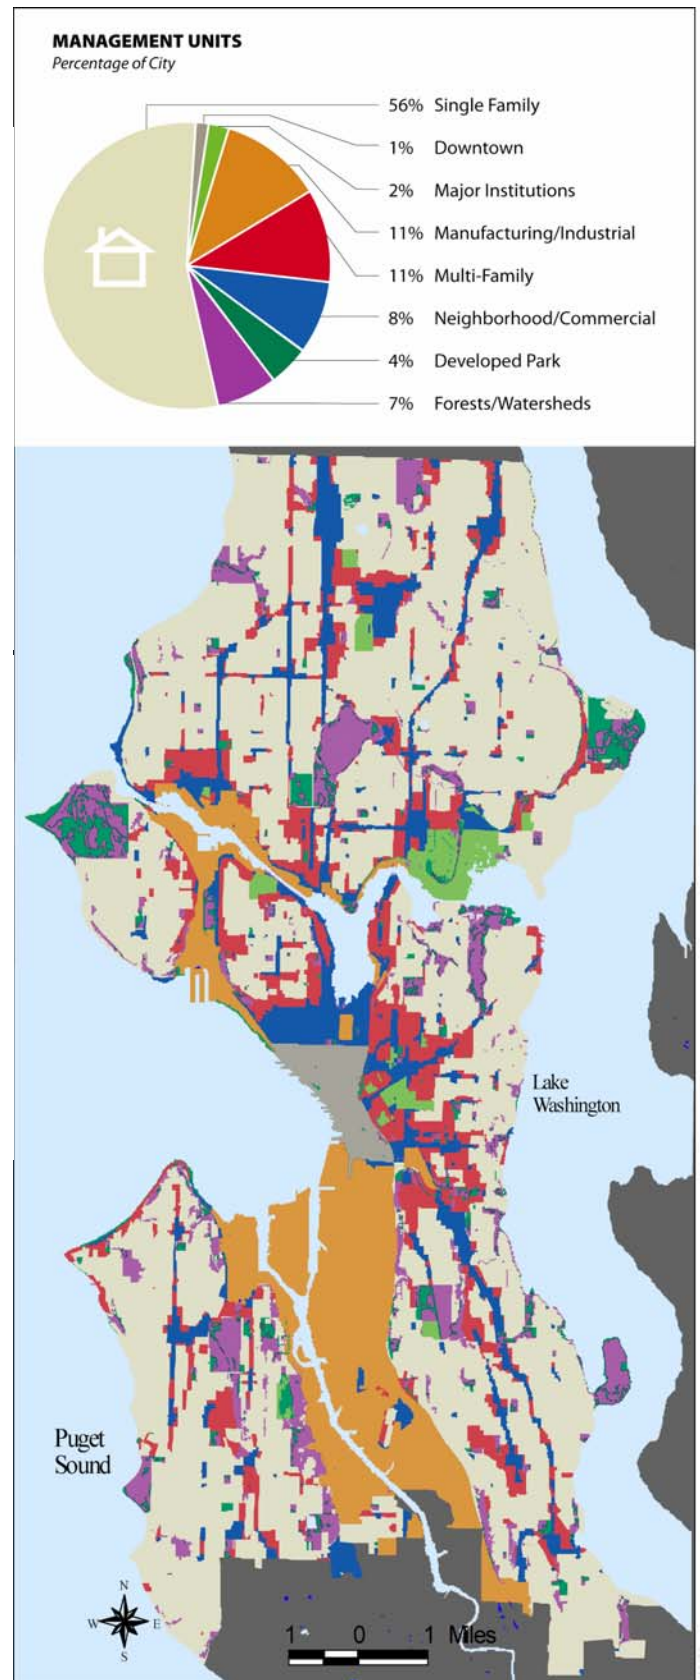 MANAGEMENT UNITS
Percentage of City
56% Single Family
1% Downtown
2% Major Institutions
11% Manufacturing/Industrial
11% Multi-Family
8% Neighborhood/Commercial
4% Developed Park
7% Forests/Watersheds
Lake
Washington
Puget
Sound
N
W E
S
1 0 1 Miles